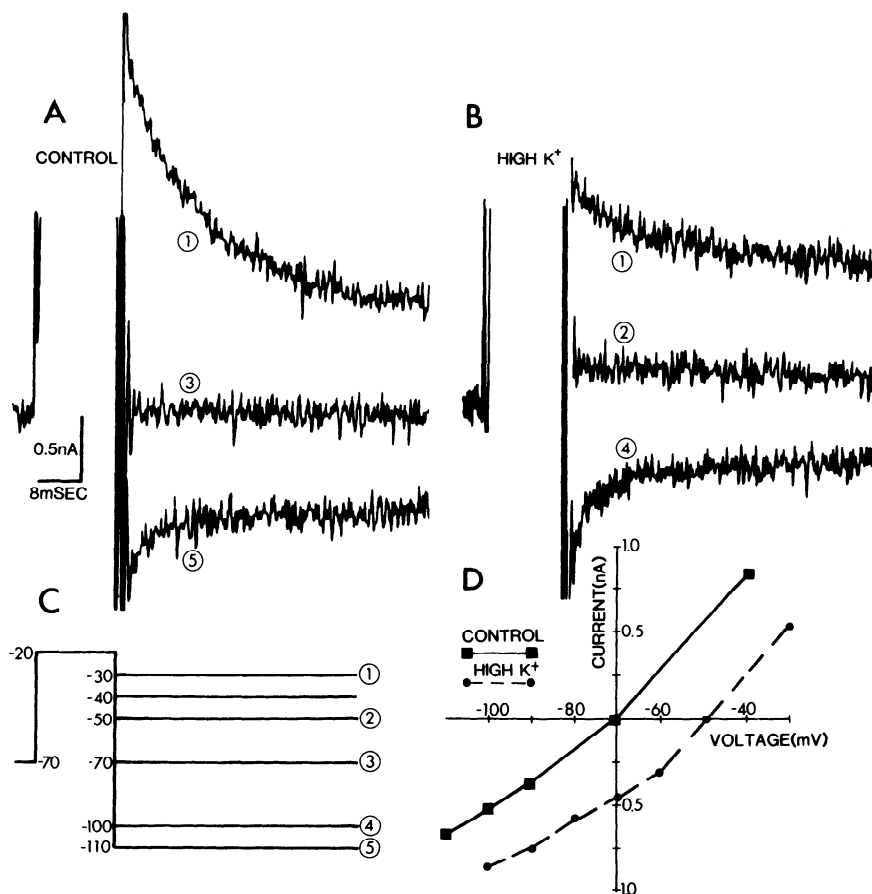 A
CONTROL
①
③
⑤
0.5nA
8mSEC
B
HIGH K⁺
①
②
④
C
-20
-30
-40
-50
-70
-70
-100
-110
①
②
③
④
⑤
D
CONTROL
HIGH K⁺
CURRENT(nA)
1.0
0.5
-100
-80
-60
-40
VOLTAGE(mV)
0.5
1.0